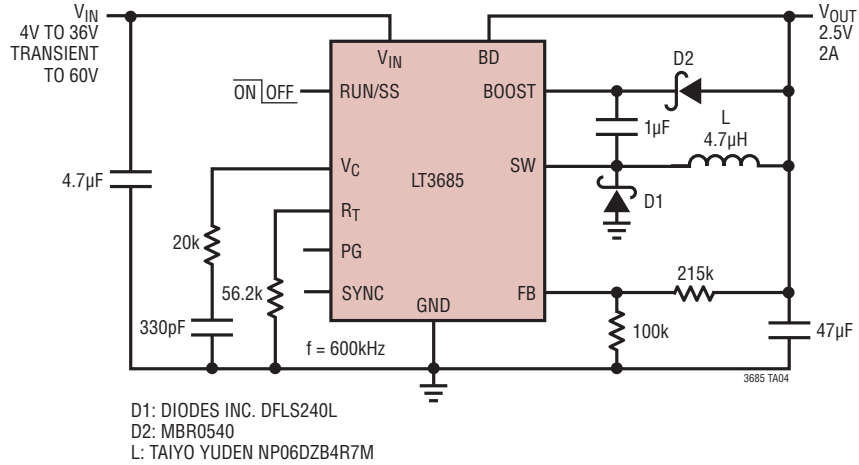 VIN
4V TO 36V
TRANSIENT
TO 60V
VOUT
2.5V
2A
VIN
BD
ON OFF
RUN/SS
BOOST
D2
1µF
L
4.7µH
VC
LT3685
SW
4.7µF
D1
RT
20k
PG
215k
56.2k
SYNC
FB
GND
330pF
100k
47µF
f = 600kHz
3685 TA04
D1: DIODES INC. DFLS240L
D2: MBR0540
L: TAIYO YUDEN NP06DZB4R7M